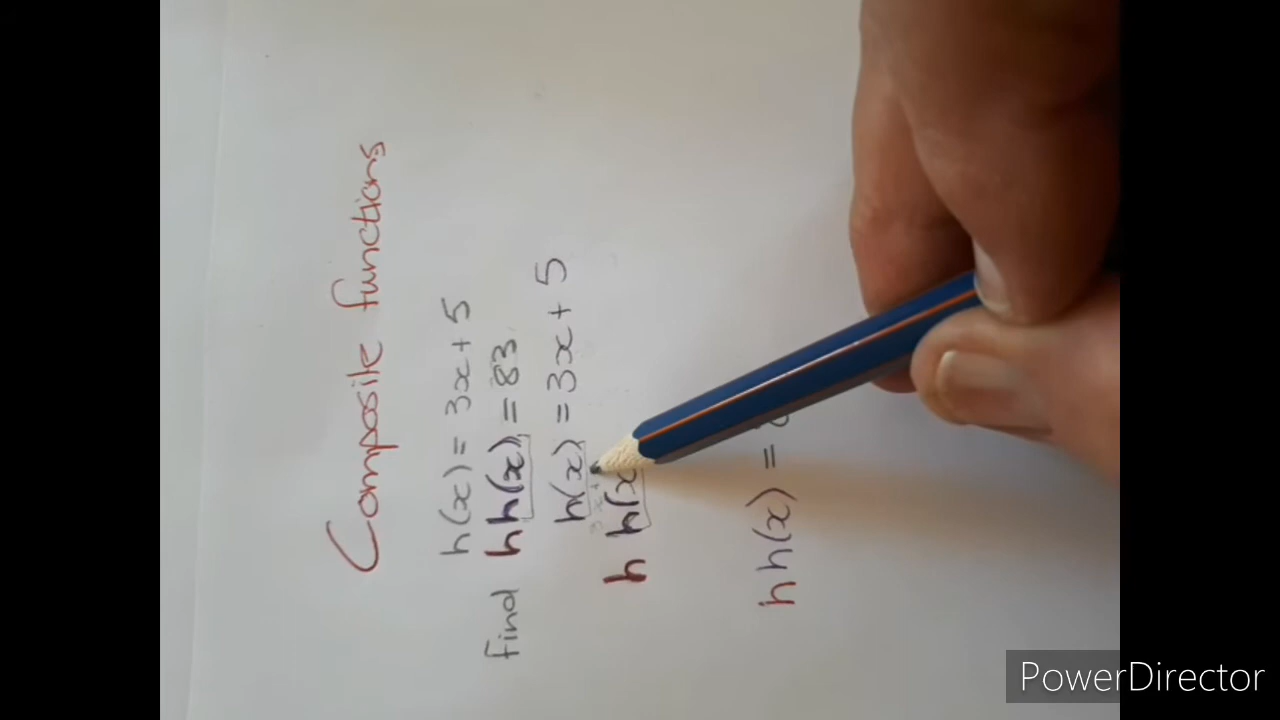 Composite functions
h(x) = 3x + 5
find hh(x) = 83
h(x) = 3x + 5
h h(x
hh(x) =
PowerDirector